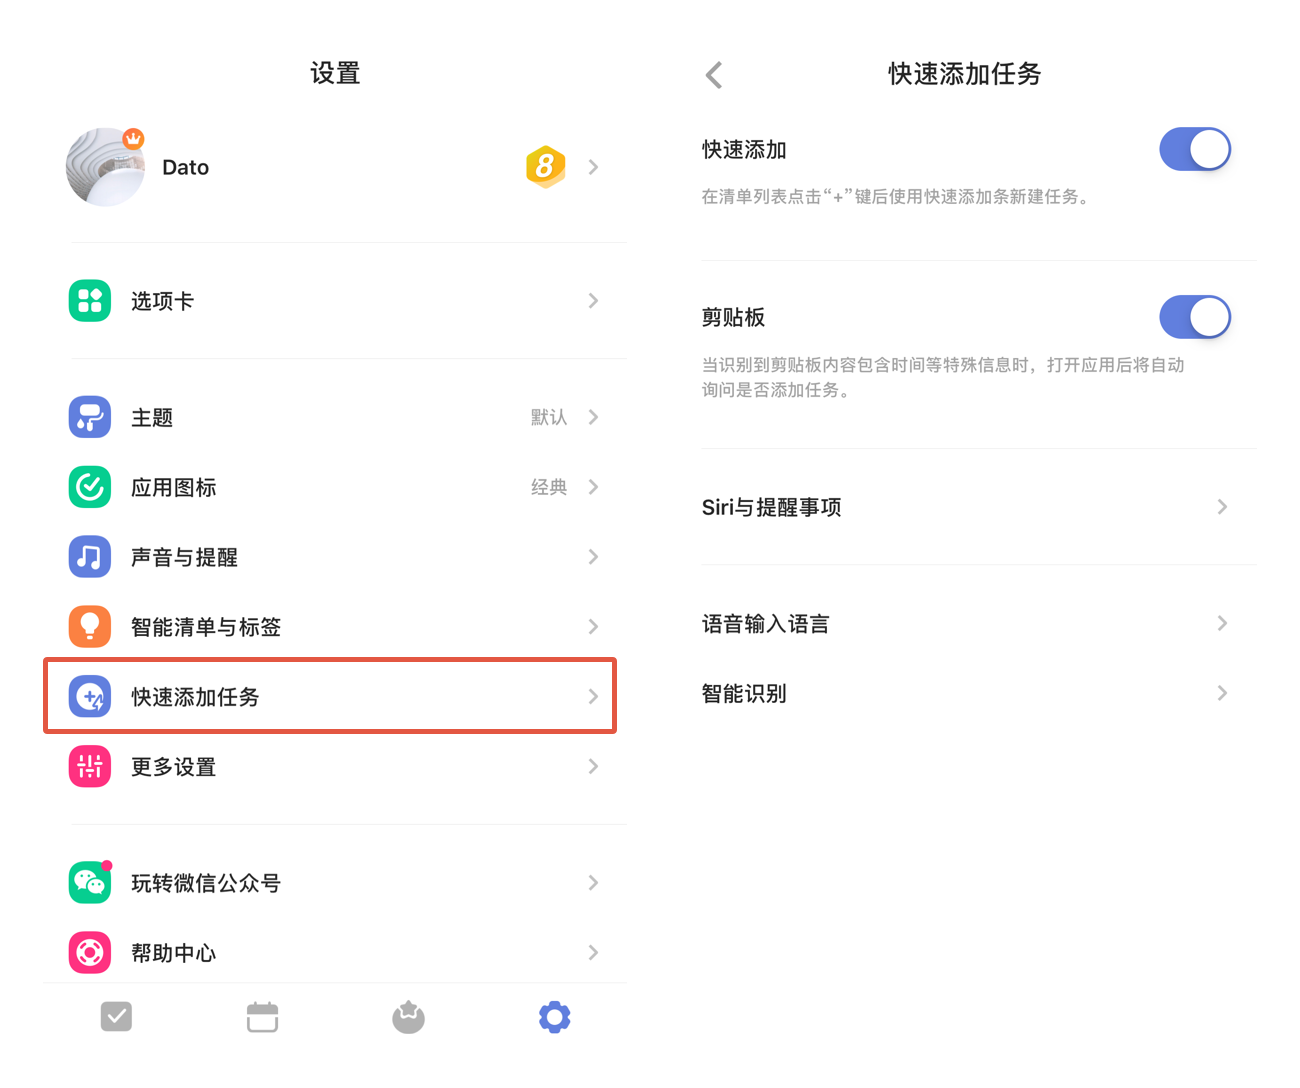 设置
Dato
8
选项卡
主题
默认
应用图标
经典
声音与提醒
智能清单与标签
快速添加任务
更多设置
玩转微信公众号
帮助中心
快速添加任务
快速添加
在清单列表点击“+”键后使用快速添加条新建任务。
剪贴板
当识别到剪贴板内容包含时间等特殊信息时，打开应用后将自动
询问是否添加任务。
Siri与提醒事项
语音输入语言
智能识别